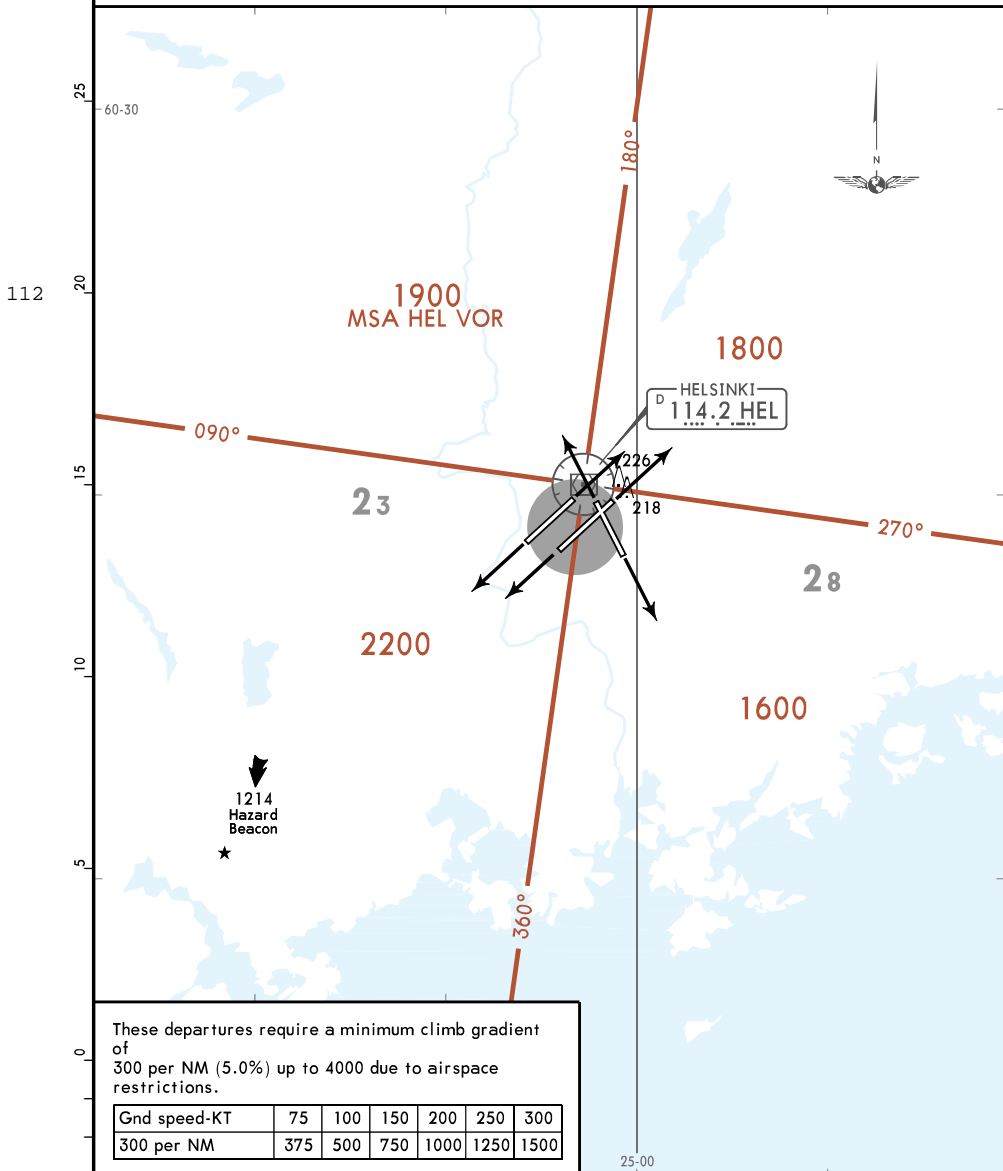 25
60-30
180°
N
112
20
1900
MSA HEL VOR
1800
HELSINKI
D 114.2 HEL
090°
15
226
23
218
270°
28
2200
10
1600
1214
Hazard
Beacon
5
360°
0
These departures require a minimum climb gradient
of
300 per NM (5.0%) up to 4000 due to airspace
restrictions.
Gnd speed-KT 75 100 150 200 250 300
300 per NM 375 500 750 1000 1250 1500
25-00